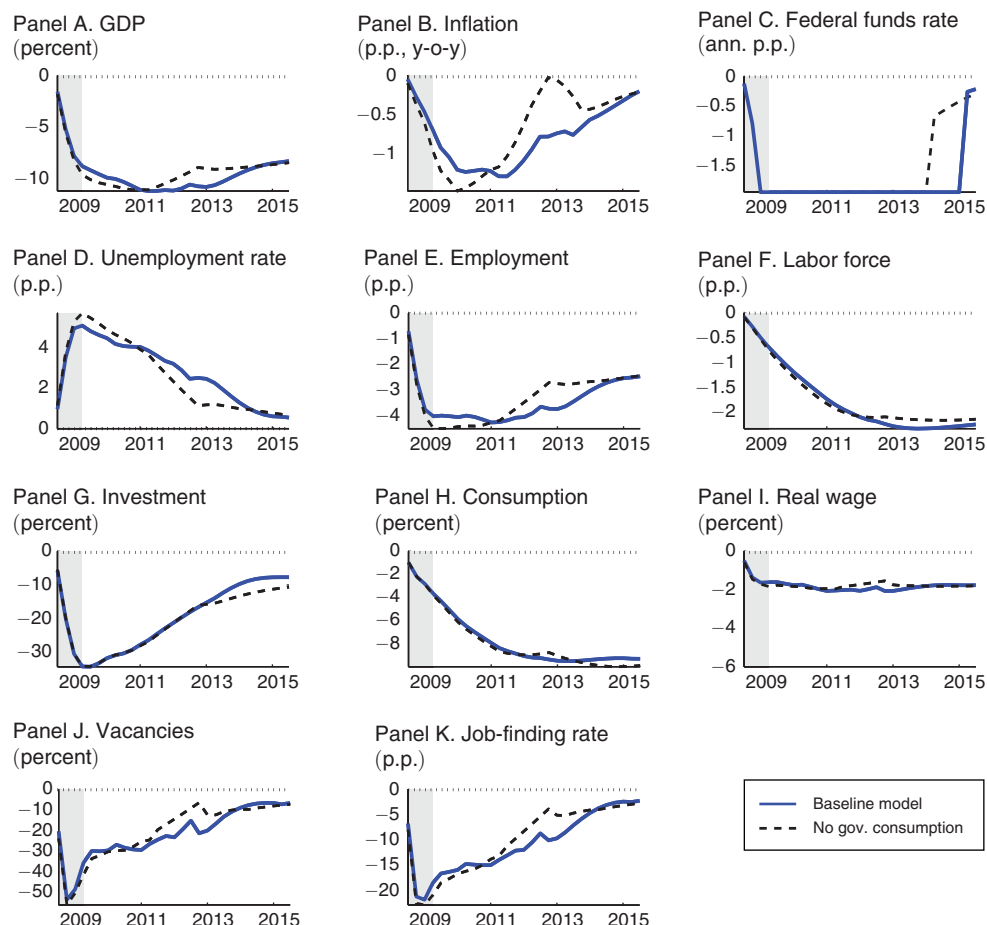 Panel A. GDP
(percent)
0
−5
−10
2009 2011 2013 2015
Panel B. Inflation
(p.p., y-o-y)
0
−0.5
−1
2009 2011 2013 2015
Panel C. Federal funds rate
(ann. p.p.)
0
−0.5
−1
−1.5
2009 2011 2013 2015
Panel D. Unemployment rate
(p.p.)
4
2
0
2009 2011 2013 2015
Panel E. Employment
(p.p.)
0
−1
−2
−3
−4
2009 2011 2013 2015
Panel F. Labor force
(p.p.)
0
−0.5
−1
−1.5
−2
2009 2011 2013 2015
Panel G. Investment
(percent)
0
−10
−20
−30
2009 2011 2013 2015
Panel H. Consumption
(percent)
0
−2
−4
−6
−8
2009 2011 2013 2015
Panel I. Real wage
(percent)
0
−2
−4
−6
2009 2011 2013 2015
Panel J. Vacancies
(percent)
0
−10
−20
−30
−40
−50
2009 2011 2013 2015
Panel K. Job-finding rate
(p.p.)
0
−5
−10
−15
−20
2009 2011 2013 2015
Baseline model
No gov. consumption